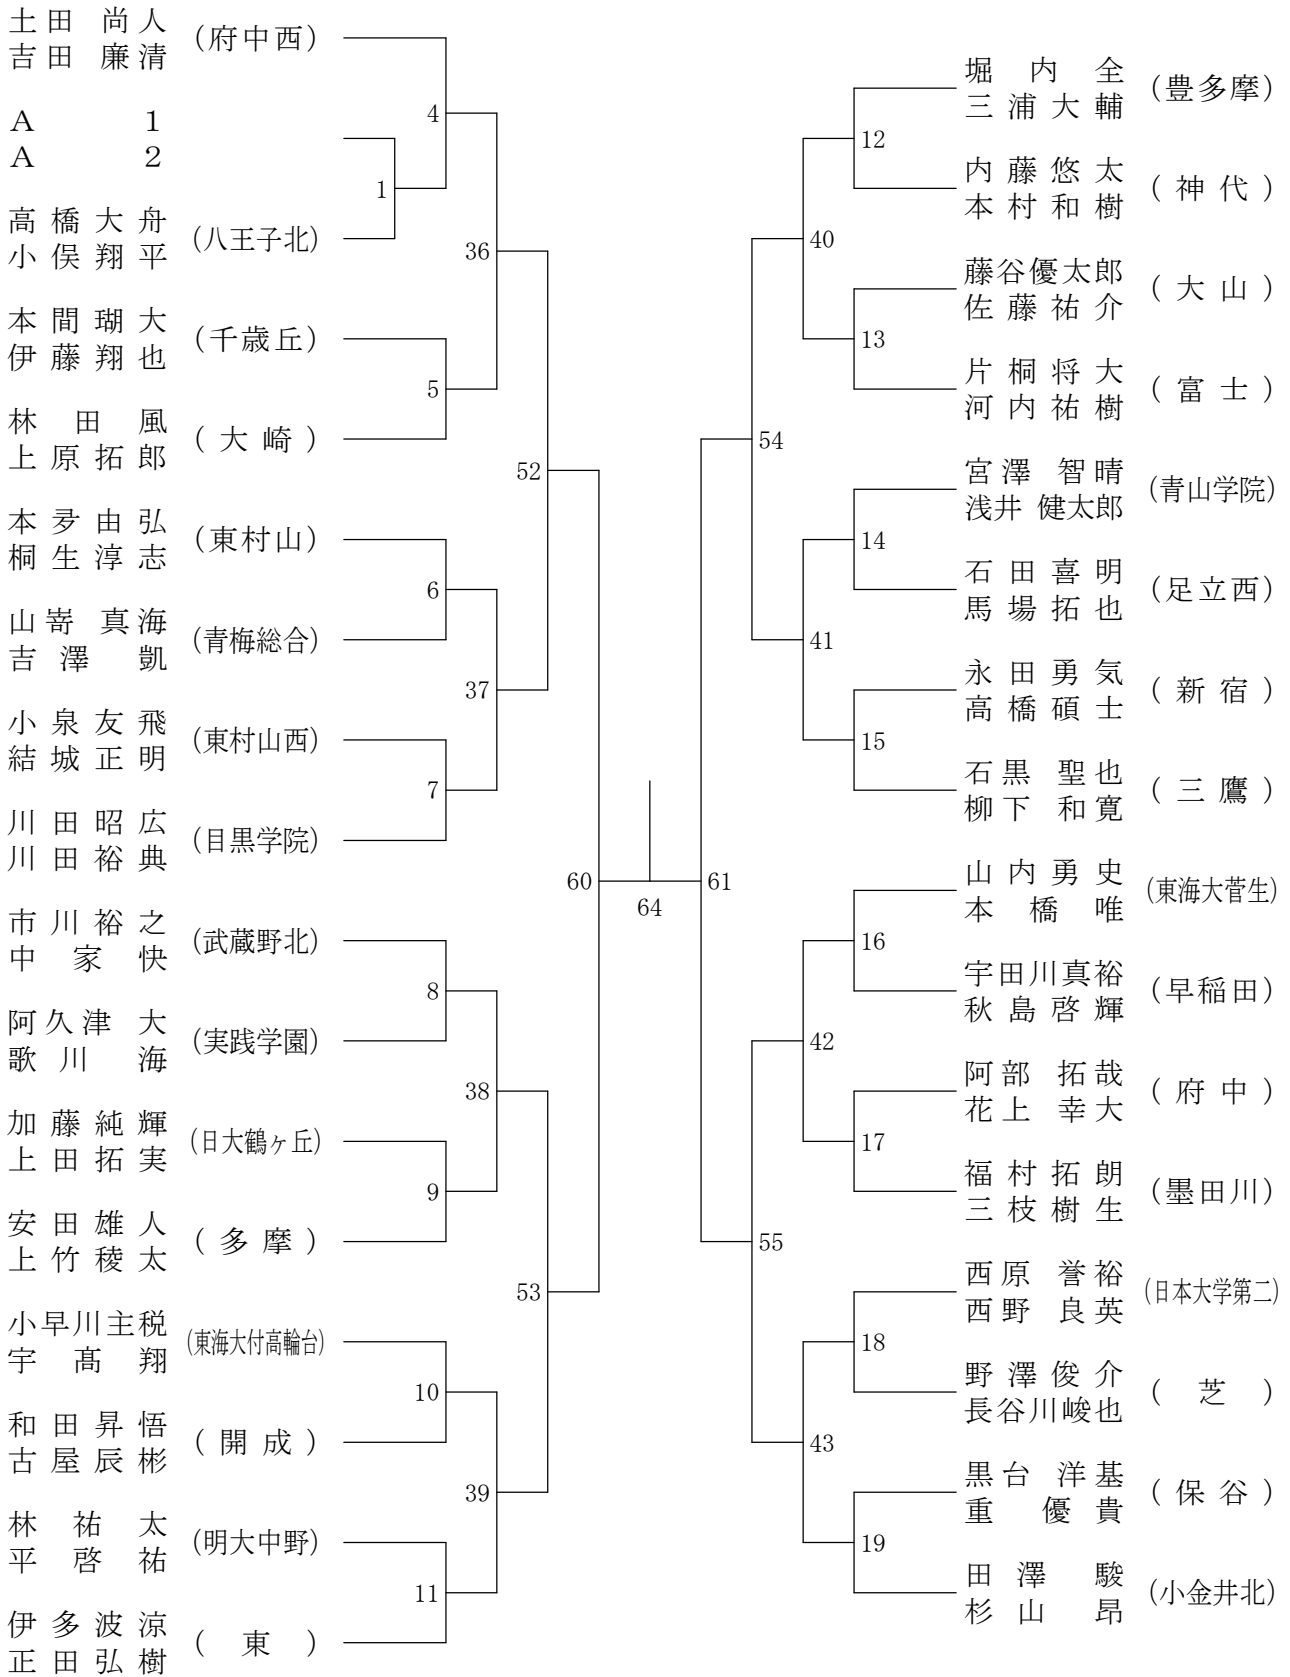 土田 尚人
吉田 廉清
(府中西)
A 1
A 2
高橋大舟
小俣翔平
(八王子北)
本間瑚大
伊藤翔也
(千歳丘)
林田 風
上原拓郎
(大崎)
本多由弘
桐生淳志
(東村山)
山嵜 真海
吉澤 凱
(青梅総合)
小泉友飛
結城正明
(東村山西)
川田昭広
川田裕典
(目黒学院)
市川裕之
中家 快
(武蔵野北)
阿久津 大
歌川 海
(実践学園)
加藤純輝
上田拓実
(日大鶴ヶ丘)
安田雄人
上竹稜太
(多摩)
小早川主税
宇髙翔
(東海大付高輪台)
和田昇悟
古屋辰彬
(開成)
林 祐太
平 啓祐
(明大中野)
伊多波涼
正田弘樹
(東)
1
4
5
6
7
8
9
10
11
36
37
38
39
52
53
60
64
61
54
55
40
41
42
43
12
13
14
15
16
17
18
19
堀内 全
三浦大輔
(豊多摩)
内藤悠太
本村和樹
(神代)
藤谷優太郎
佐藤祐介
(大山)
片桐将大
河内祐樹
(富士)
宮澤 智晴
浅井 健太郎
(青山学院)
石田喜明
馬場拓也
(足立西)
永田勇気
高橋碩士
(新宿)
石黒 聖也
柳下 和寛
(三鷹)
山内勇史
本橋 唯
(東海大菅生)
宇田川真裕
秋島啓輝
(早稲田)
阿部 拓哉
花上 幸大
(府中)
福村拓朗
三枝樹生
(墨田川)
西原 誉裕
西野 良英
(日本大学第二)
野澤俊介
長谷川峻也
(芝)
黒台 洋基
重 優貴
(保谷)
田澤 駿
杉山 昂
(小金井北)